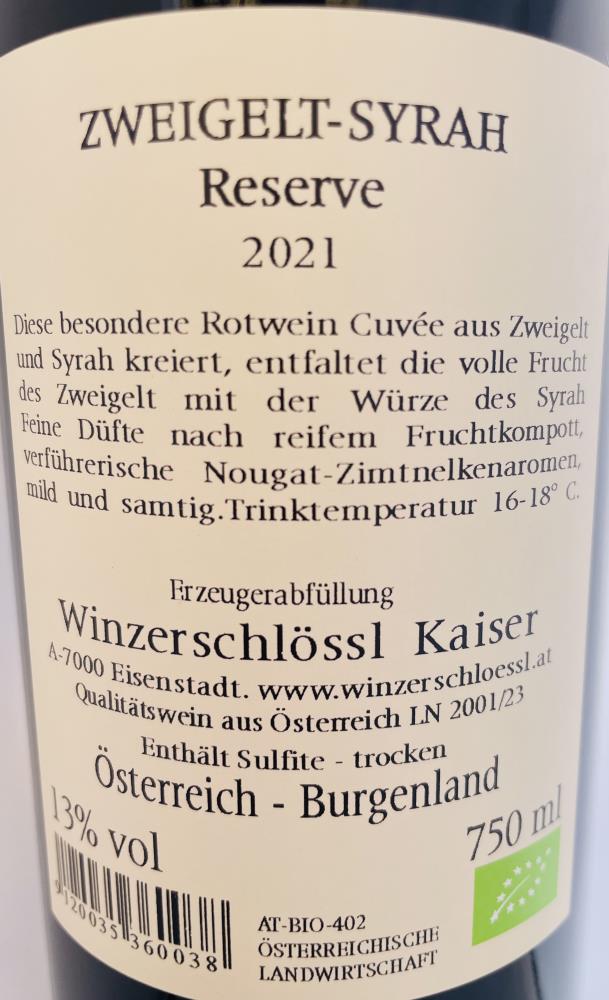 ZWEIGELT-SYRAH
Reserve
2021
Diese besondere Rotwein Cuvée aus Zweigelt
und Syrah kreiert, entfaltet die volle Frucht
des Zweigelt mit der Würze des Syrah
Feine Düfte nach reifem Fruchtkompott,
verführerische Nougat-Zimtnelkenaromen,
mild und samtig.Trinktemperatur 16-18° C.
Erzeugerabfüllung
Winzerschlössl Kaiser
A-7000 Eisenstadt. www.winzerschloessl.at
Qualitätswein aus Österreich LN 2001/23
Enthält Sulfite - trocken
Österreich - Burgenland
13% vol
750 ml
9120035360038
AT-BIO-402
ÖSTERREICHISCHE
LANDWIRTSCHAFT